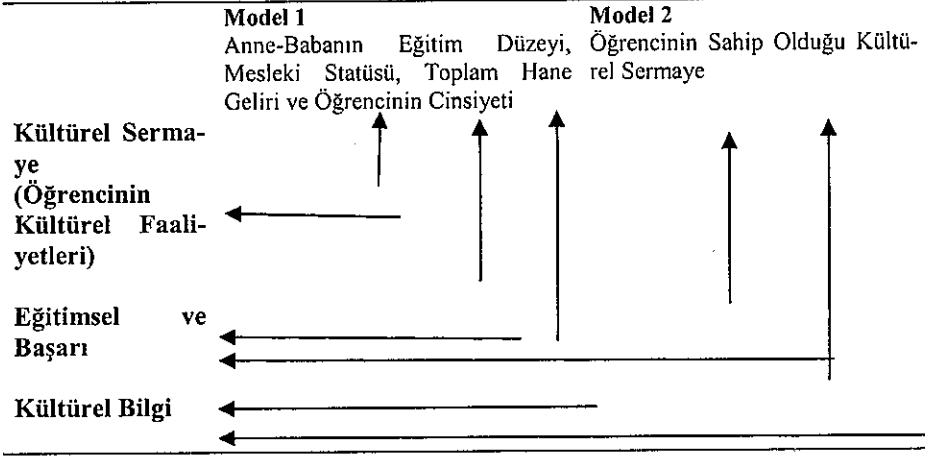 Model 1
Model 2
Anne-Babanın Eğitim Düzeyi,
Mesleki Statüsü, Toplam Hane
Geliri ve Öğrencinin Cinsiyeti
Öğrencinin Sahip Olduğu Kültü-
rel Sermaye
Kültürel Serma-
ye
(Öğrencinin
Kültürel Faali-
yetleri)
Eğitimsel ve
Başarı
Kültürel Bilgi